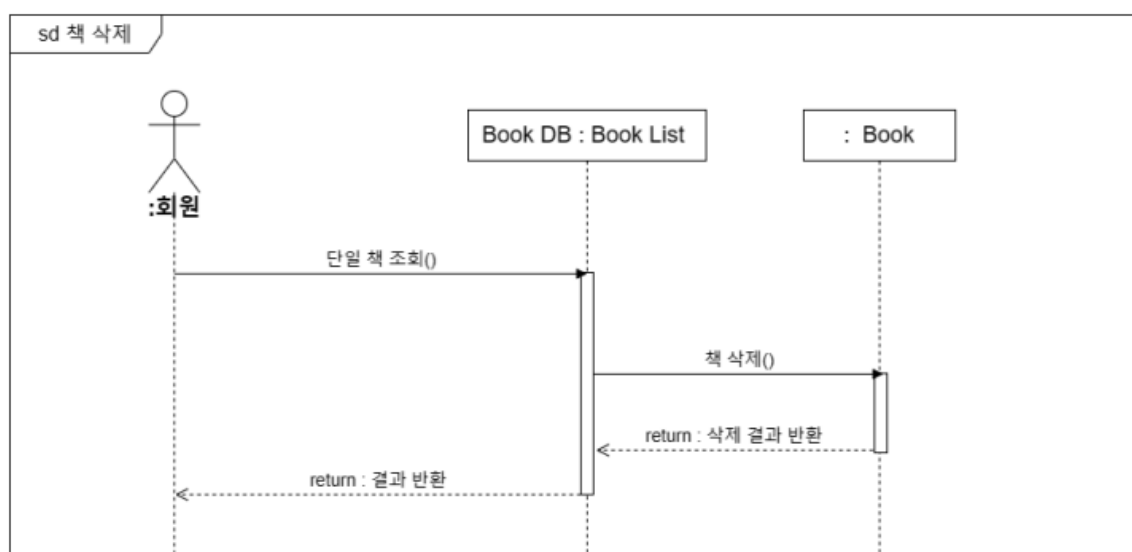 sd 책 삭제
:회원
Book DB : Book List
: Book
단일 책 조회()
책 삭제()
return : 삭제 결과 반환
return : 결과 반환